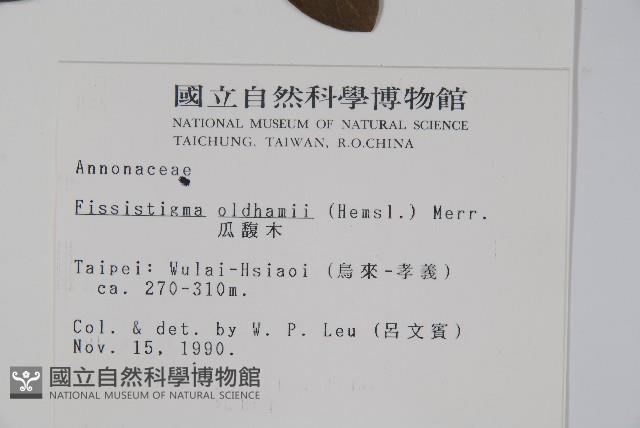 國立自然科學博物館
NATIONAL MUSEUM OF NATURAL SCIENCE
TAICHUNG, TAIWAN, R.O.CHINA
Annonaceae
Fissistigma oldhamii (Hemsl.) Merr.
瓜馥木
Taipei: Wulai-Hsiaoi (烏來-孝義)
ca. 270-310m.
Col. & det. by W. P. Leu (呂文賓)
Nov. 15, 1990.
國立自然科學博物館
NATIONAL MUSEUM OF NATURAL SCIENCE